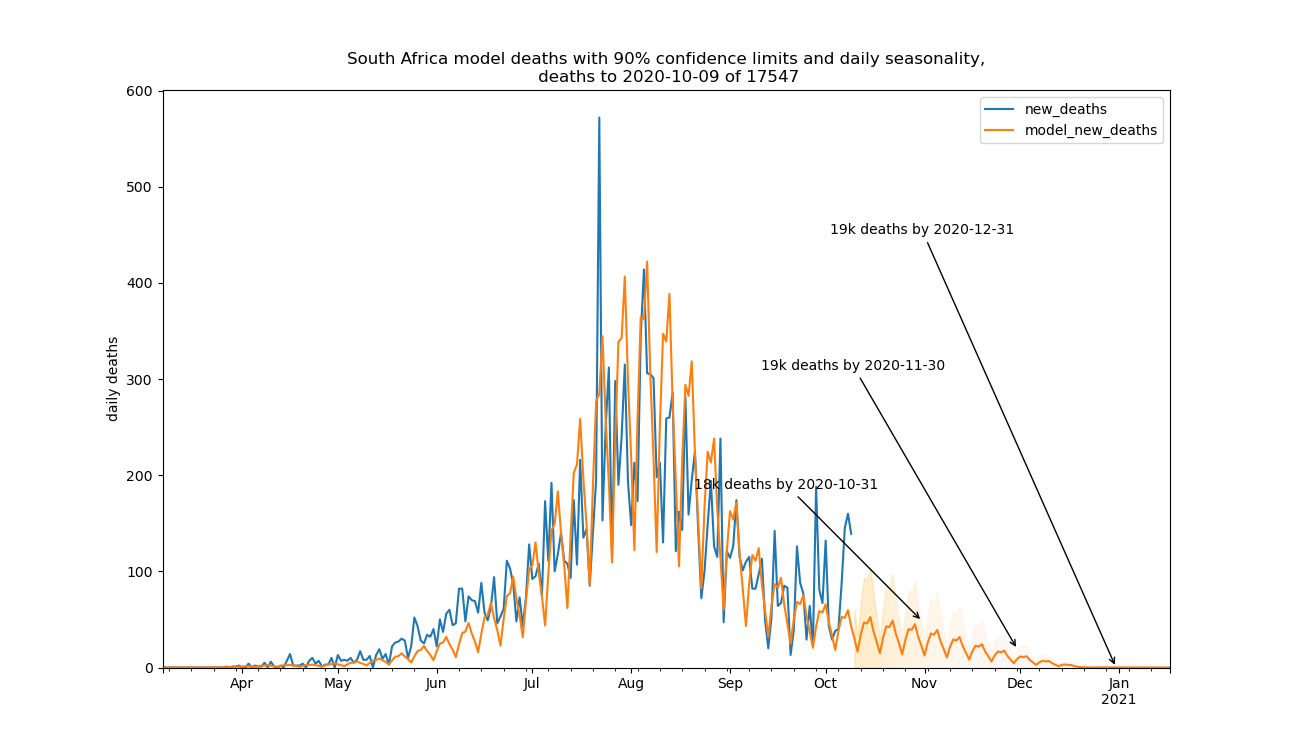 South Africa model deaths with 90% confidence limits and daily seasonality,
deaths to 2020-10-09 of 17547
600
500
400
300
200
100
0
daily deaths
new_deaths
model_new_deaths
19k deaths by 2020-12-31
19k deaths by 2020-11-30
18k deaths by 2020-10-31
Apr
May
Jun
Jul
Aug
Sep
Oct
Nov
Dec
Jan
2021